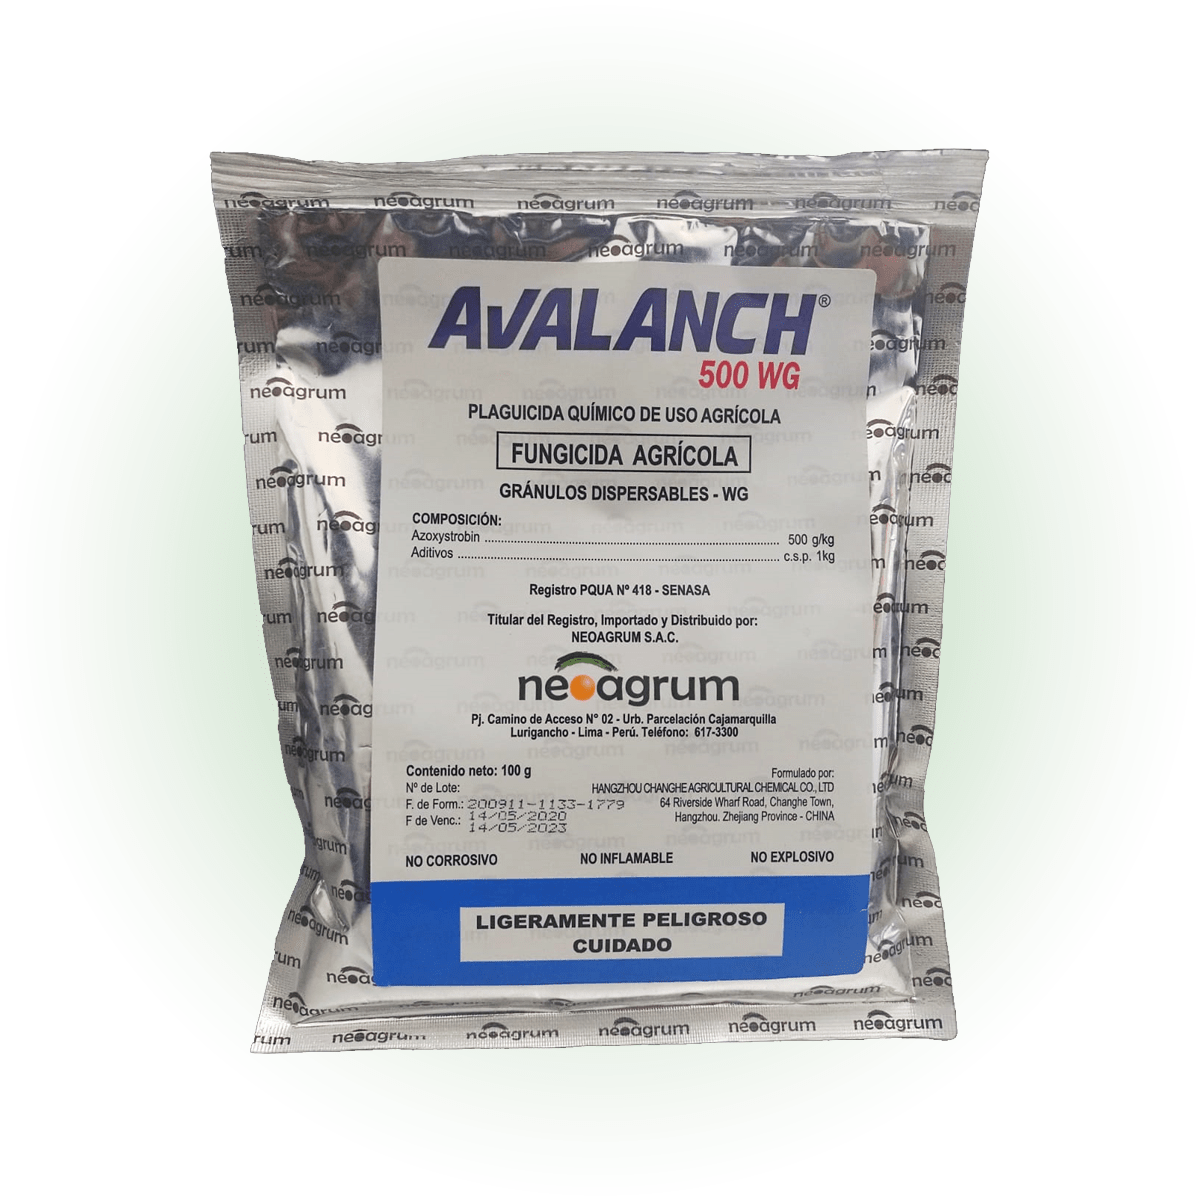 AVALANCH®
500 WG
PLAGUICIDA QUÍMICO DE USO AGRÍCOLA
FUNGICIDA AGRÍCOLA
GRÁNULOS DISPERSABLES - WG
COMPOSICIÓN:
Azoxystrobin ........................................................................ 500 g/kg
Aditivos ................................................................................ c.s.p. 1kg
Registro PQUA Nº 418 - SENASA
Titular del Registro, Importado y Distribuido por:
NEOAGRUM S.A.C.
neoagrum
Pj. Camino de Acceso N° 02 - Urb. Parcelación Cajamarquilla
Lurigancho - Lima - Perú. Teléfono: 617-3300
Contenido neto: 100 g
Nº de Lote:
F. de Form.: 200911-1133-1779
F de Venc.: 14/05/2020
14/05/2023
Formulado por:
HANGZHOU CHANGHE AGRICULTURAL CHEMICAL CO., LTD
64 Riverside Wharf Road, Changhe Town,
Hangzhou. Zhejiang Province - CHINA
NO CORROSIVO NO INFLAMABLE NO EXPLOSIVO
LIGERAMENTE PELIGROSO
CUIDADO